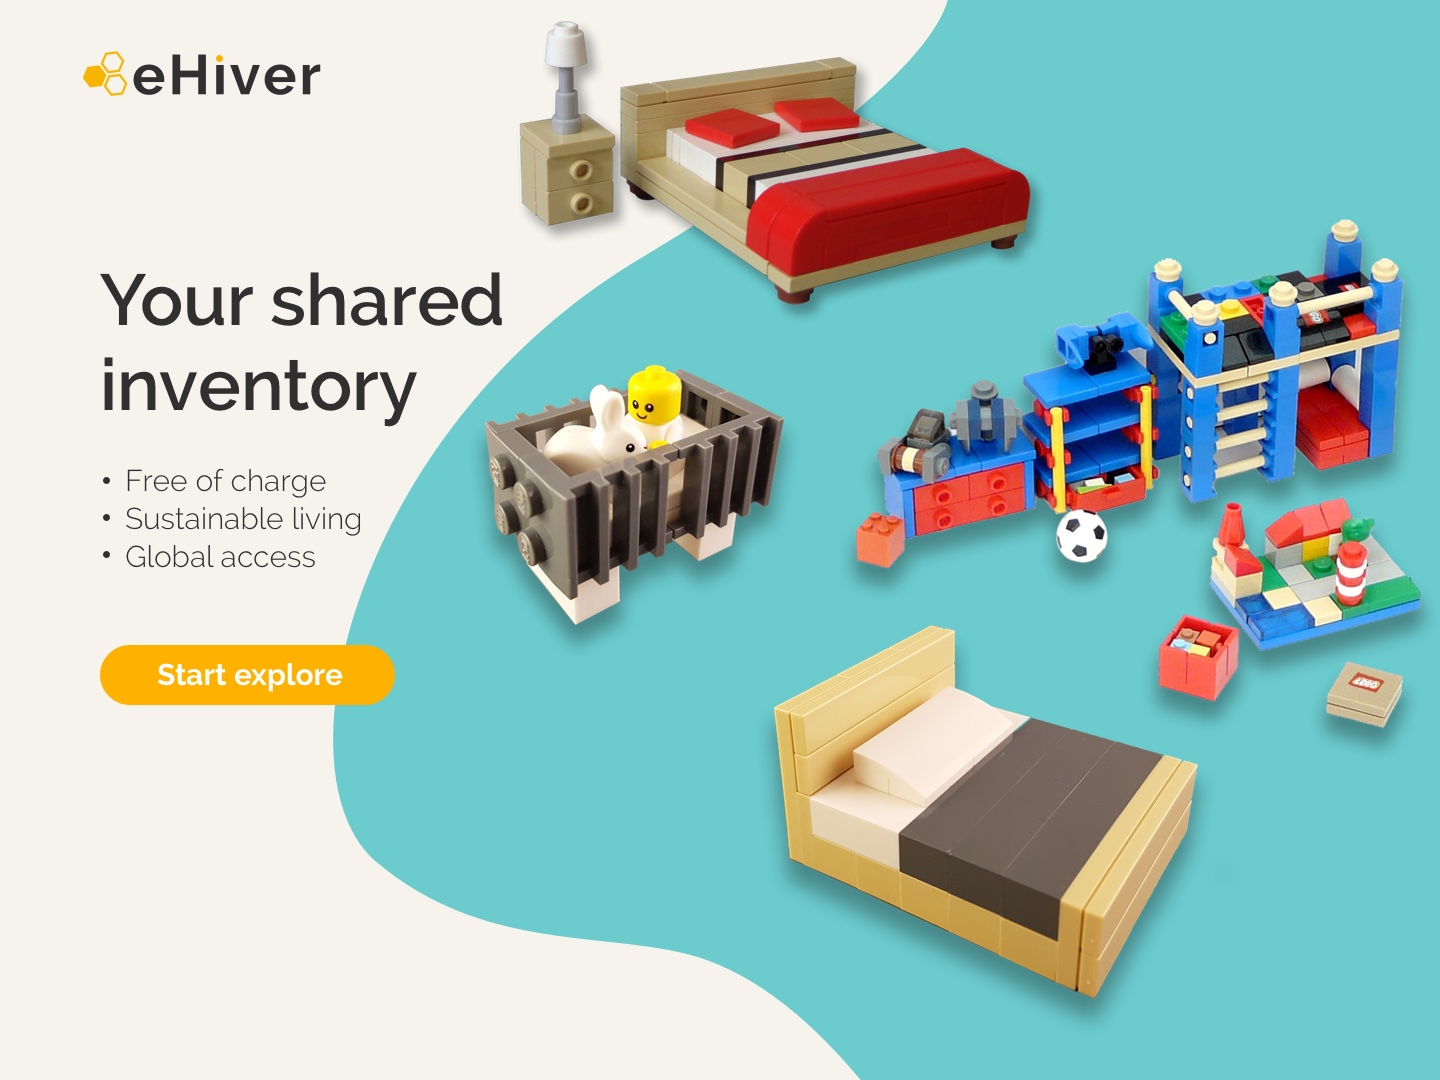 eHiver
Your shared
inventory
• Free of charge
• Sustainable living
• Global access
Start explore